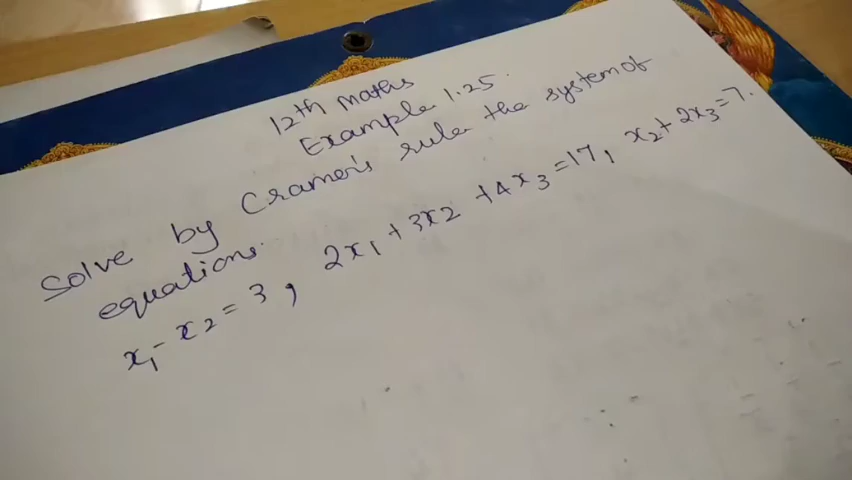 12th Maths
Example 1.25.
Solve by Cramer's rule the system of
equations
x₁ - x₂ = 3, 2x₁ + 3x₂ + 4x₃ = 17, x₂ + 2x₃ = 7.